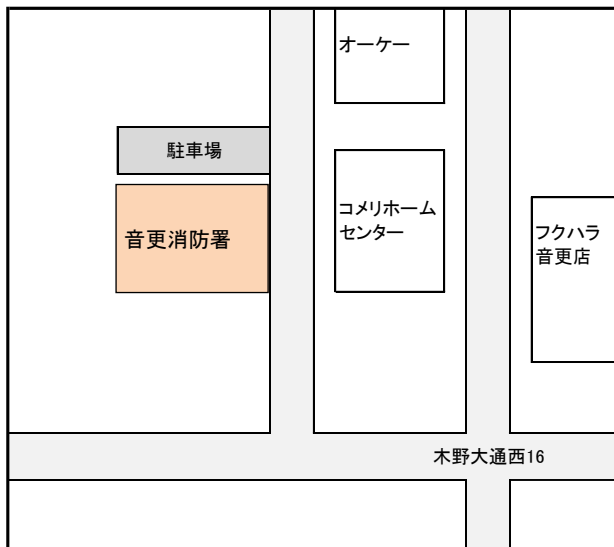 オーケー
駐車場
コメリホーム
センター
音更消防署
フクハラ
音更店
木野大通西16